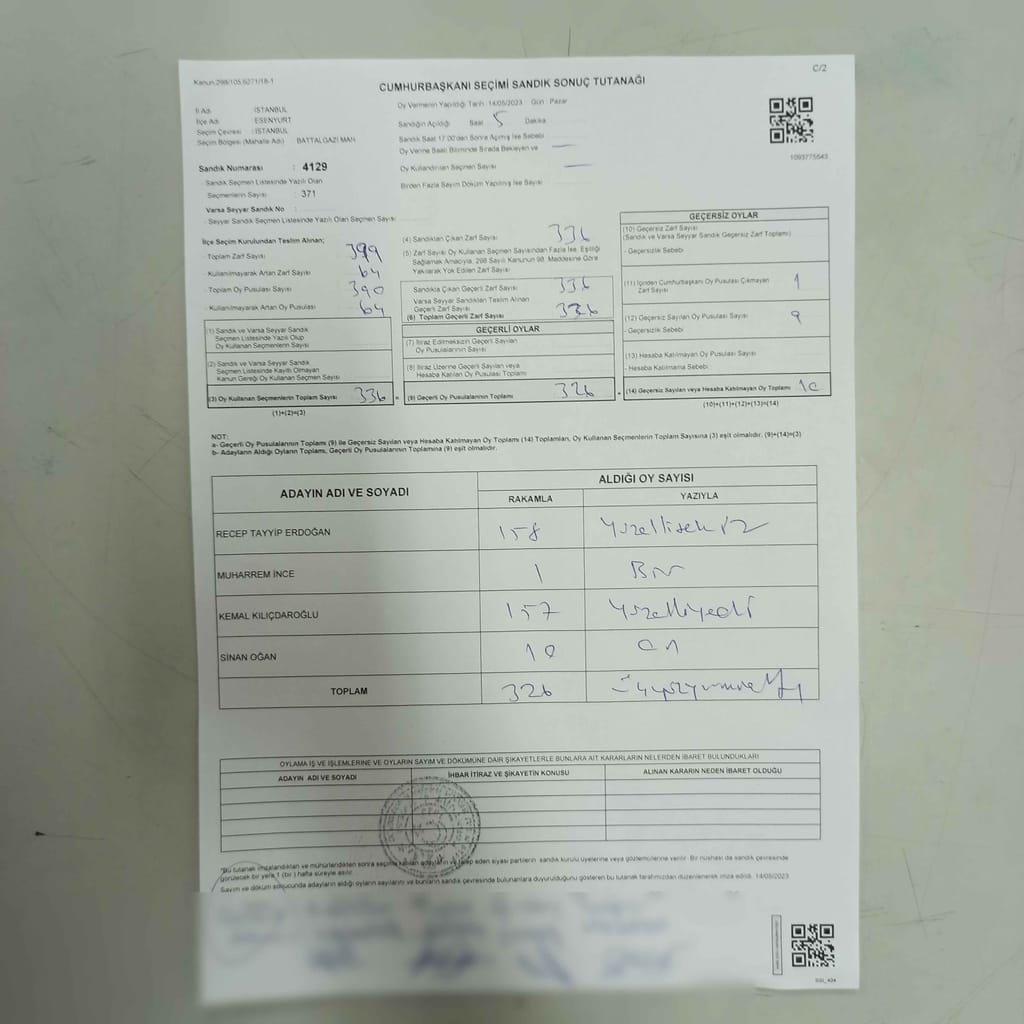 Kanun:298/105 6271/18-1
C/2
CUMHURBAŞKANI SEÇİMİ SANDIK SONUÇ TUTANAĞI
İl Adı : İSTANBUL
İlçe Adı : ESENYURT
Seçim Çevresi : İSTANBUL
Seçim Bölgesi (Mahalle Adı) BATTALGAZİ MAH
Oy Vermenin Yapıldığı Tarih :14/05/2023 Gün : Pazar
Sandığın Açıldığı Saat 5 Dakika
Sandık Saat 17:00'den Sonra Açılmış İse Sebebi
Oy Verme Saati Bitiminde Sırada Bekleyen ve
Oy Kullandırılan Seçmen Sayısı
Birden Fazla Sayım Döküm Yapılmış İse Sayısı
1093775543
Sandık Numarası : 4129
- Sandık Seçmen Listesinde Yazılı Olan
Seçmenlerin Sayısı : 371
Varsa Seyyar Sandık No :
- Seyyar Sandık Seçmen Listesinde Yazılı Olan Seçmen Sayısı:
İlçe Seçim Kurulundan Teslim Alınan;
- Toplam Zarf Sayısı 399
- Kullanılmayarak Artan Zarf Sayısı 64
- Toplam Oy Pusulası Sayısı 390
- Kullanılmayarak Artan Oy Pusulası 64
(1) Sandık ve Varsa Seyyar Sandık
Seçmen Listesinde Yazılı Olup
Oy Kullanan Seçmenlerin Sayısı
(2) Sandık ve Varsa Seyyar Sandık
Seçmen Listesinde Kayıtlı Olmayan
Kanun Gereği Oy Kullanan Seçmen Sayısı
(3) Oy Kullanan Seçmenlerin Toplam Sayısı 336
(1)+(2)=(3)
(4) Sandıktan Çıkan Zarf Sayısı 336
(5) Zarf Sayısı Oy Kullanan Seçmen Sayısından Fazla İse, Eşitliği
Sağlamak Amacıyla; 298 Sayılı Kanunun 98. Maddesine Göre
Yakılarak Yok Edilen Zarf Sayısı
Sandıkta Çıkan Geçerli Zarf Sayısı 336
Varsa Seyyar Sandıktan Teslim Alınan
Geçerli Zarf Sayısı
(6) Toplam Geçerli Zarf Sayısı 336
GEÇERLİ OYLAR
(7) İtiraz Edilmeksizin Geçerli Sayılan
Oy Pusulalarının Sayısı
(8) İtiraz Üzerine Geçerli Sayılan veya
Hesaba Katılan Oy Pusulası Toplamı
= (9) Geçerli Oy Pusulalarının Toplamı 326
GEÇERSİZ OYLAR
(10) Geçersiz Zarf Sayısı
(Sandık ve Varsa Seyyar Sandık Geçersiz Zarf Toplamı)
- Geçersizlik Sebebi
(11) İçinden Cumhurbaşkanı Oy Pusulası Çıkmayan
Zarf Sayısı 1
(12) Geçersiz Sayılan Oy Pusulası Sayısı 9
- Geçersizlik Sebebi
(13) Hesaba Katılmayan Oy Pusulası Sayısı
- Hesaba Katılmama Sebebi
+ (14) Geçersiz Sayılan veya Hesaba Katılmayan Oy Toplamı 10
(10)+(11)+(12)+(13)=(14)
NOT:
a- Geçerli Oy Pusulalarının Toplamı (9) ile Geçersiz Sayılan veya Hesaba Katılmayan Oy Toplamı (14) Toplamları, Oy Kullanan Seçmenlerin Toplam Sayısına (3) eşit olmalıdır. (9)+(14)=(3)
b- Adayların Aldığı Oyların Toplamı, Geçerli Oy Pusulalarının Toplamına (9) eşit olmalıdır.
ADAYIN ADI VE SOYADI
ALDIĞI OY SAYISI
RAKAMLA YAZIYLA
RECEP TAYYİP ERDOĞAN 158 Yüzellisekiz
MUHARREM İNCE 1 Bir
KEMAL KILIÇDAROĞLU 157 Yüzelliyedi
SİNAN OĞAN 10 On
TOPLAM 326 Üçyüzyirmialtı
OYLAMA İŞ VE İŞLEMLERİNE VE OYLARIN SAYIM VE DÖKÜMÜNE DAİR ŞİKAYETLERLE BUNLARA AİT KARARLARIN NELERDEN İBARET BULUNDUKLARI
ADAYIN ADI VE SOYADI İHBAR İTİRAZ VE ŞİKAYETİN KONUSU ALINAN KARARIN NEDEN İBARET OLDUĞU
*Bu tutanak imzalandıktan ve mühürlendikten sonra seçime katılan adayların ve talep eden siyasi partilerin sandık kurulu üyelerine veya gözlemcilerine verilir. Bir nüshası da sandık çevresinde
görülecek bir yere 1 (bir) hafta süreyle asılır.
Sayım ve döküm sonucunda adayların aldığı oyların sayılarını ve bunların sandık çevresinde bulunanlara duyurulduğunu gösteren bu tutanak tarafımızdan düzenlenerek imza edildi. 14/05/2023